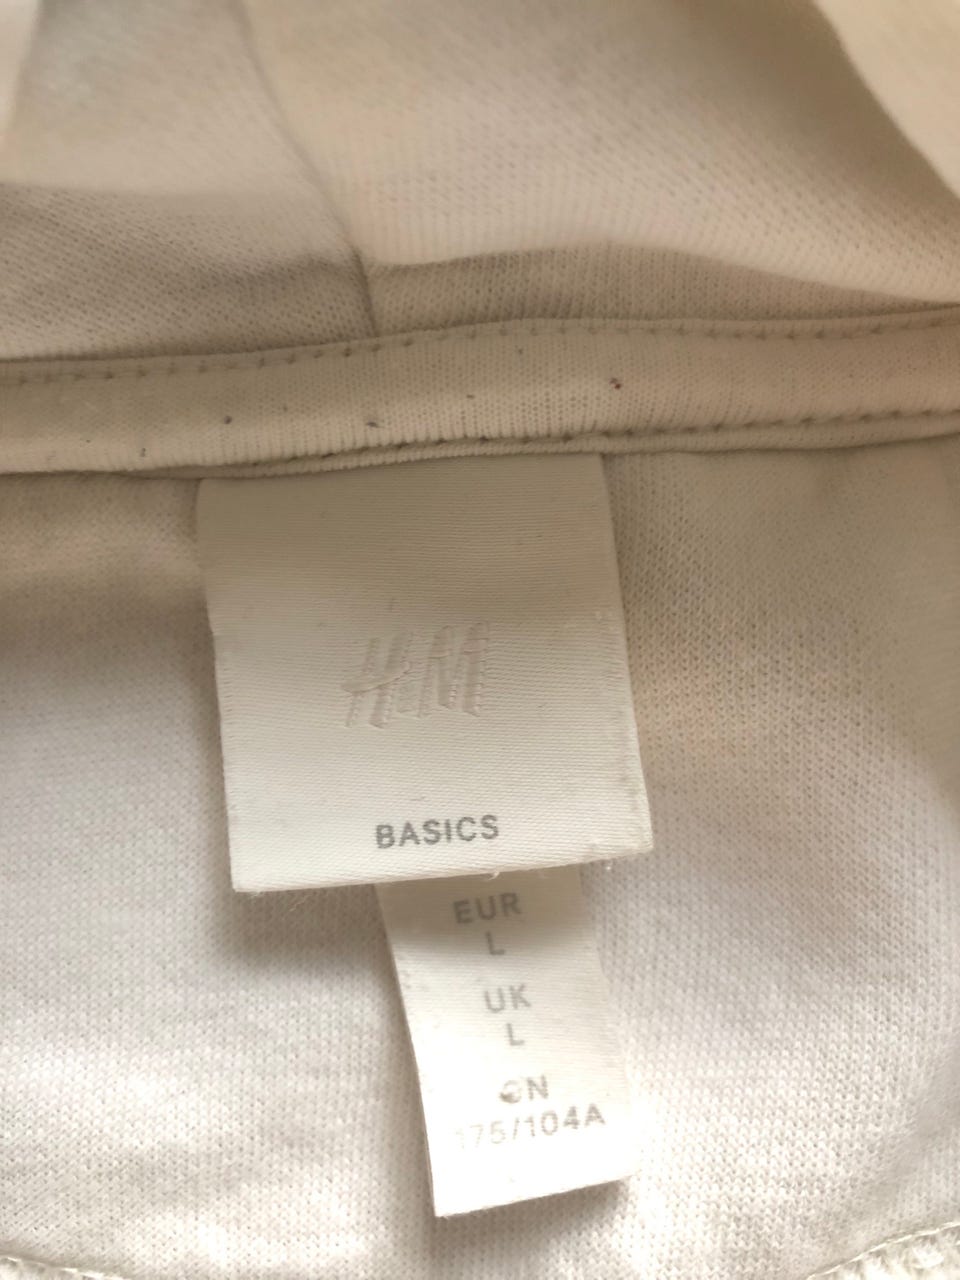 H&M
BASICS
EUR
L
UK
L
CN
175/104A